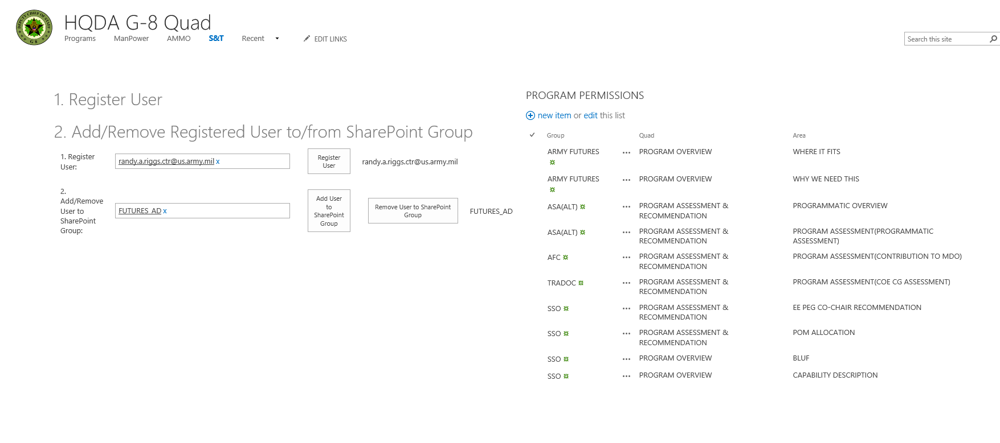 DEPUTY CHIEF OF STAFF
G 8
HQDA G-8 Quad
Programs ManPower AMMO S&T Recent EDIT LINKS
Search this site
1. Register User
2. Add/Remove Registered User to/from SharePoint Group
1. Register
User:
randy.a.riggs.ctr@us.army.mil x
Register
User
randy.a.riggs.ctr@us.army.mil
2.
Add/Remove
User to
SharePoint
Group:
FUTURES_AD x
Add User
to
SharePoint
Group
Remove User to SharePoint
Group
FUTURES_AD
PROGRAM PERMISSIONS
new item or edit this list
Group Quad Area
ARMY FUTURES ... PROGRAM OVERVIEW WHERE IT FITS
ARMY FUTURES ... PROGRAM OVERVIEW WHY WE NEED THIS
ASA(ALT) ... PROGRAM ASSESSMENT & PROGRAMMATIC OVERVIEW
RECOMMENDATION
ASA(ALT) ... PROGRAM ASSESSMENT & PROGRAM ASSESSMENT(PROGRAMMATIC
RECOMMENDATION ASSESSMENT)
AFC ... PROGRAM ASSESSMENT & PROGRAM ASSESSMENT(CONTRIBUTION TO MDO)
RECOMMENDATION
TRADOC ... PROGRAM ASSESSMENT & PROGRAM ASSESSMENT(COE CG ASSESSMENT)
RECOMMENDATION
SSO ... PROGRAM ASSESSMENT & EE PEG CO-CHAIR RECOMMENDATION
RECOMMENDATION
SSO ... PROGRAM ASSESSMENT & POM ALLOCATION
RECOMMENDATION
SSO ... PROGRAM OVERVIEW BLUF
SSO ... PROGRAM OVERVIEW CAPABILITY DESCRIPTION